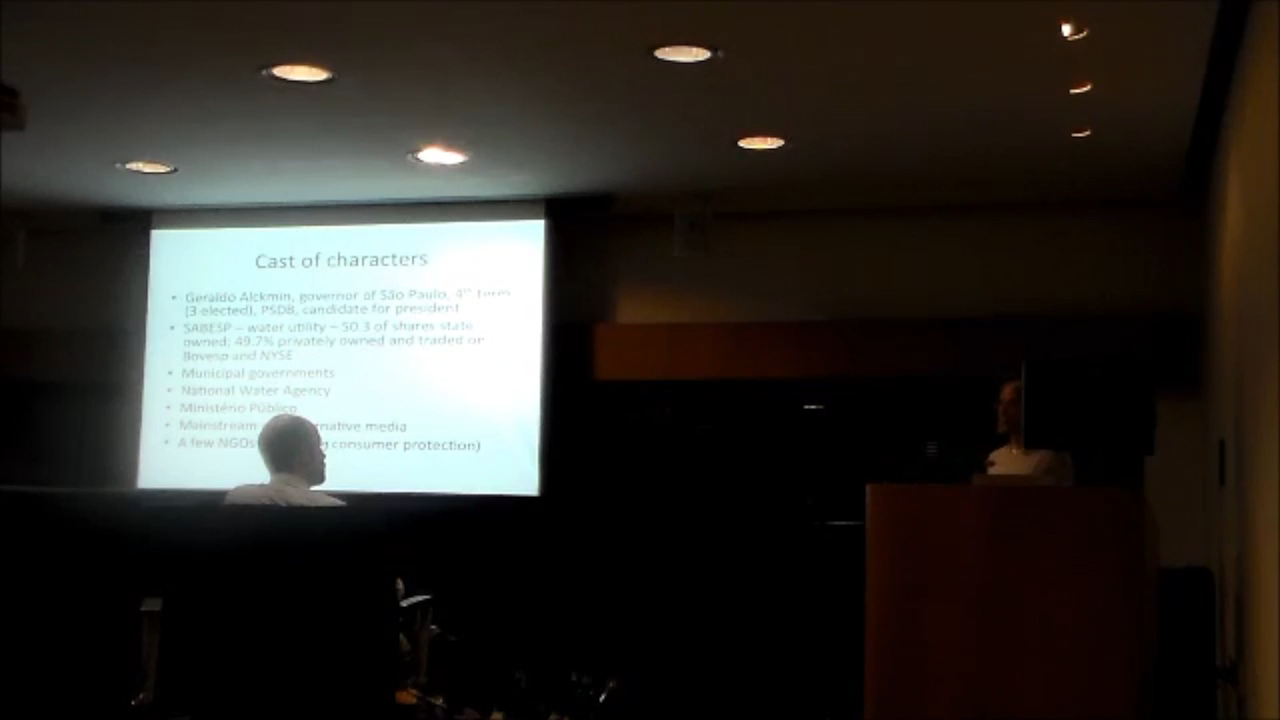 Cast of characters
• Geraldo Alckmin, governor of São Paulo, 4th term
(3 elected), PSDB, candidate for president
• SABESP – water utility – 50.3 of shares state
owned; 49.7% privately owned and traded on
Bovesp and NYSE
• Municipal governments
• National Water Agency
• Ministério Público
• Mainstream rnative media
• A few NGOs consumer protection)